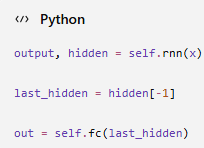 </> Python
output, hidden = self.rnn(x)
last_hidden = hidden[-1]
out = self.fc(last_hidden)